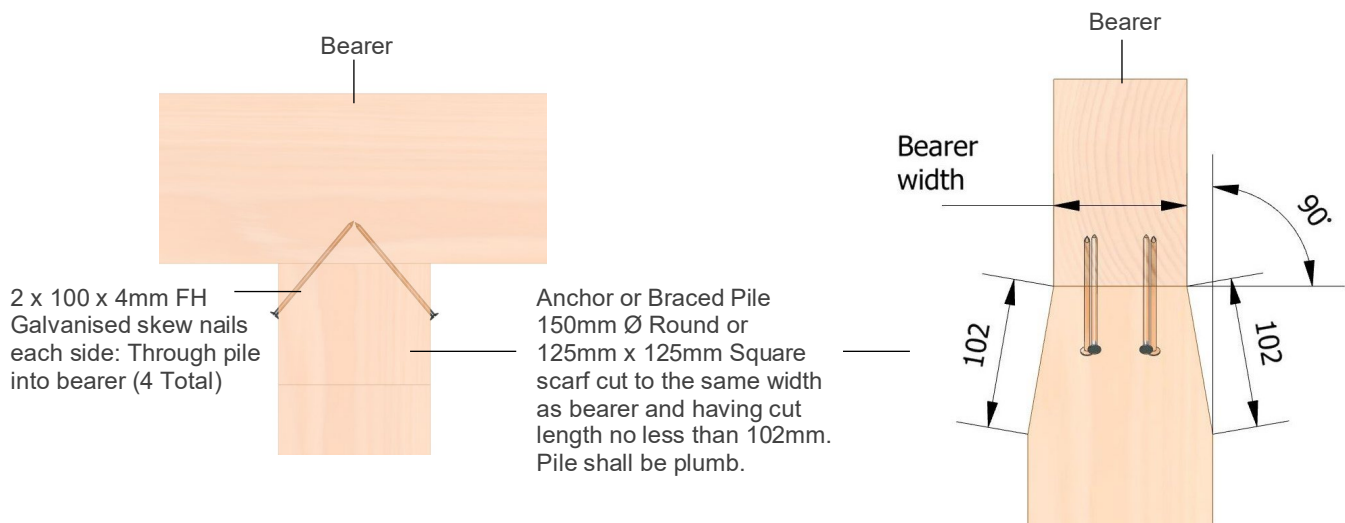 Bearer
2 x 100 x 4mm FH
Galvanised skew nails
each side: Through pile
into bearer (4 Total)
Anchor or Braced Pile
150mm Ø Round or
125mm x 125mm Square
scarf cut to the same width
as bearer and having cut
length no less than 102mm.
Pile shall be plumb.
Bearer
Bearer
width
90°
102
102